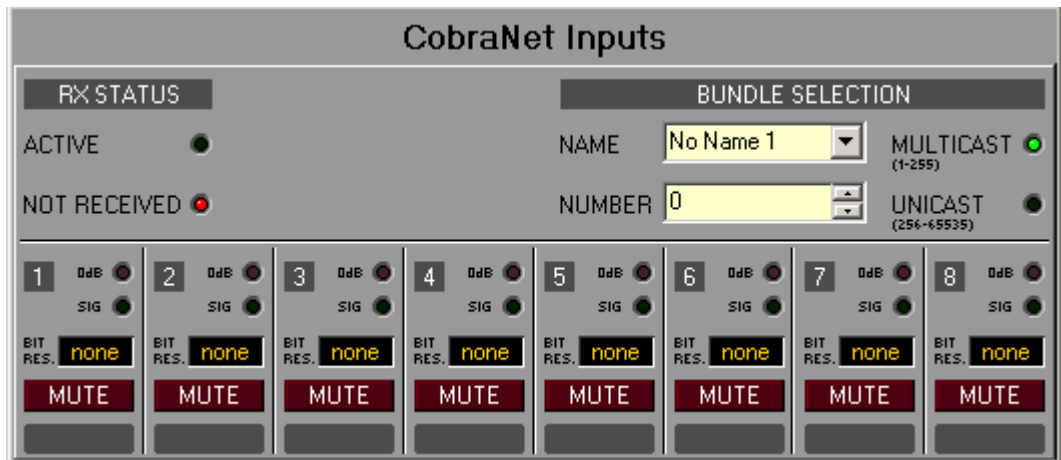 CobraNet Inputs
RX STATUS
BUNDLE SELECTION
ACTIVE
NAME No Name 1
MULTICAST
(1-255)
NOT RECEIVED
NUMBER 0
UNICAST
(256-65535)
1 0dB 2 0dB 3 0dB 4 0dB 5 0dB 6 0dB 7 0dB 8 0dB
SIG SIG SIG SIG SIG SIG SIG SIG
BIT RES. none BIT RES. none BIT RES. none BIT RES. none BIT RES. none BIT RES. none BIT RES. none BIT RES. none
MUTE MUTE MUTE MUTE MUTE MUTE MUTE MUTE